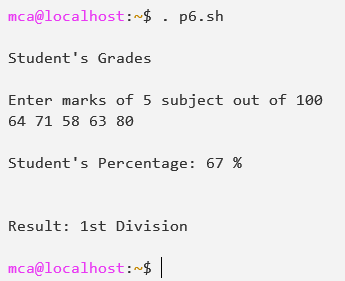 mca@localhost:~$ . p6.sh
Student's Grades
Enter marks of 5 subject out of 100
64 71 58 63 80
Student's Percentage: 67 %
Result: 1st Division
mca@localhost:~$